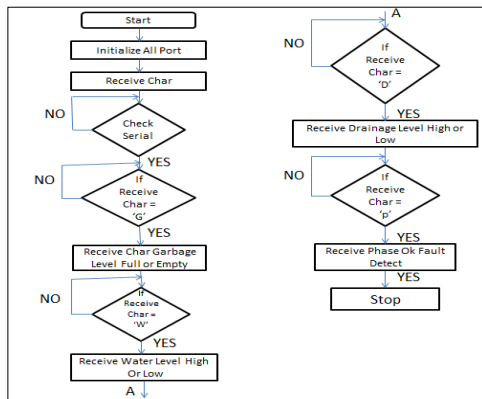 Start
Initialize All Port
Receive Char
NO
Check
Serial
YES
NO
If
Receive
Char =
‘G’
YES
Receive Char Garbage
Level Full or Empty
NO
If
Receive
Char =
‘W’
YES
Receive Water Level High
Or Low
A
A
NO
If
Receive
Char =
‘D’
YES
Receive Drainage Level High or
Low
NO
If
Receive
Char =
‘p’
YES
Receive Phase Ok Fault
Detect
YES
Stop